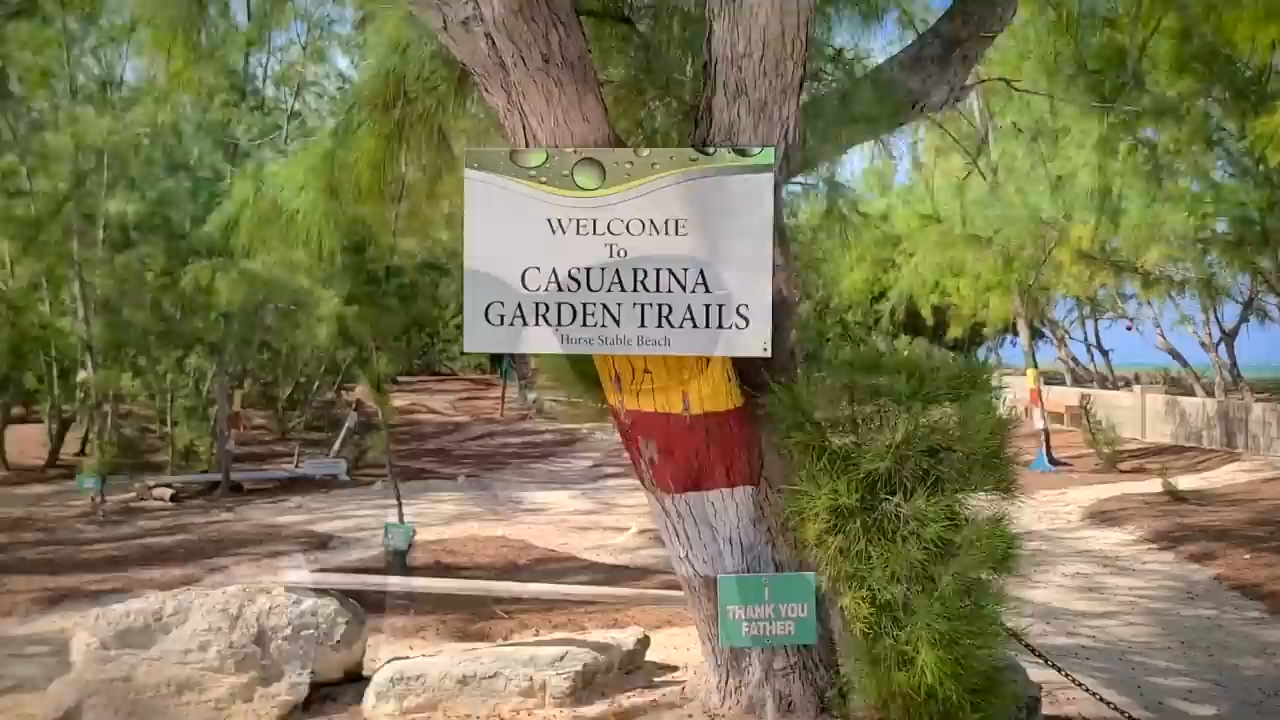 WELCOME
To
CASUARINA
GARDEN TRAILS
Horse Stable Beach
I
THANK YOU
FATHER